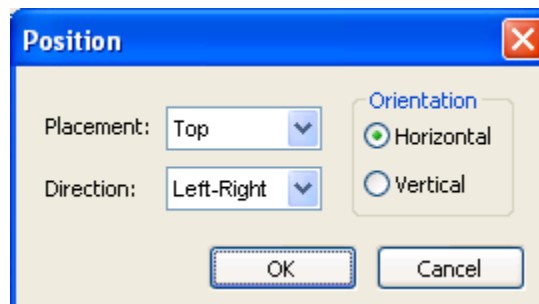 Position
Placement: Top
Direction: Left-Right
Orientation
Horizontal
Vertical
OK Cancel